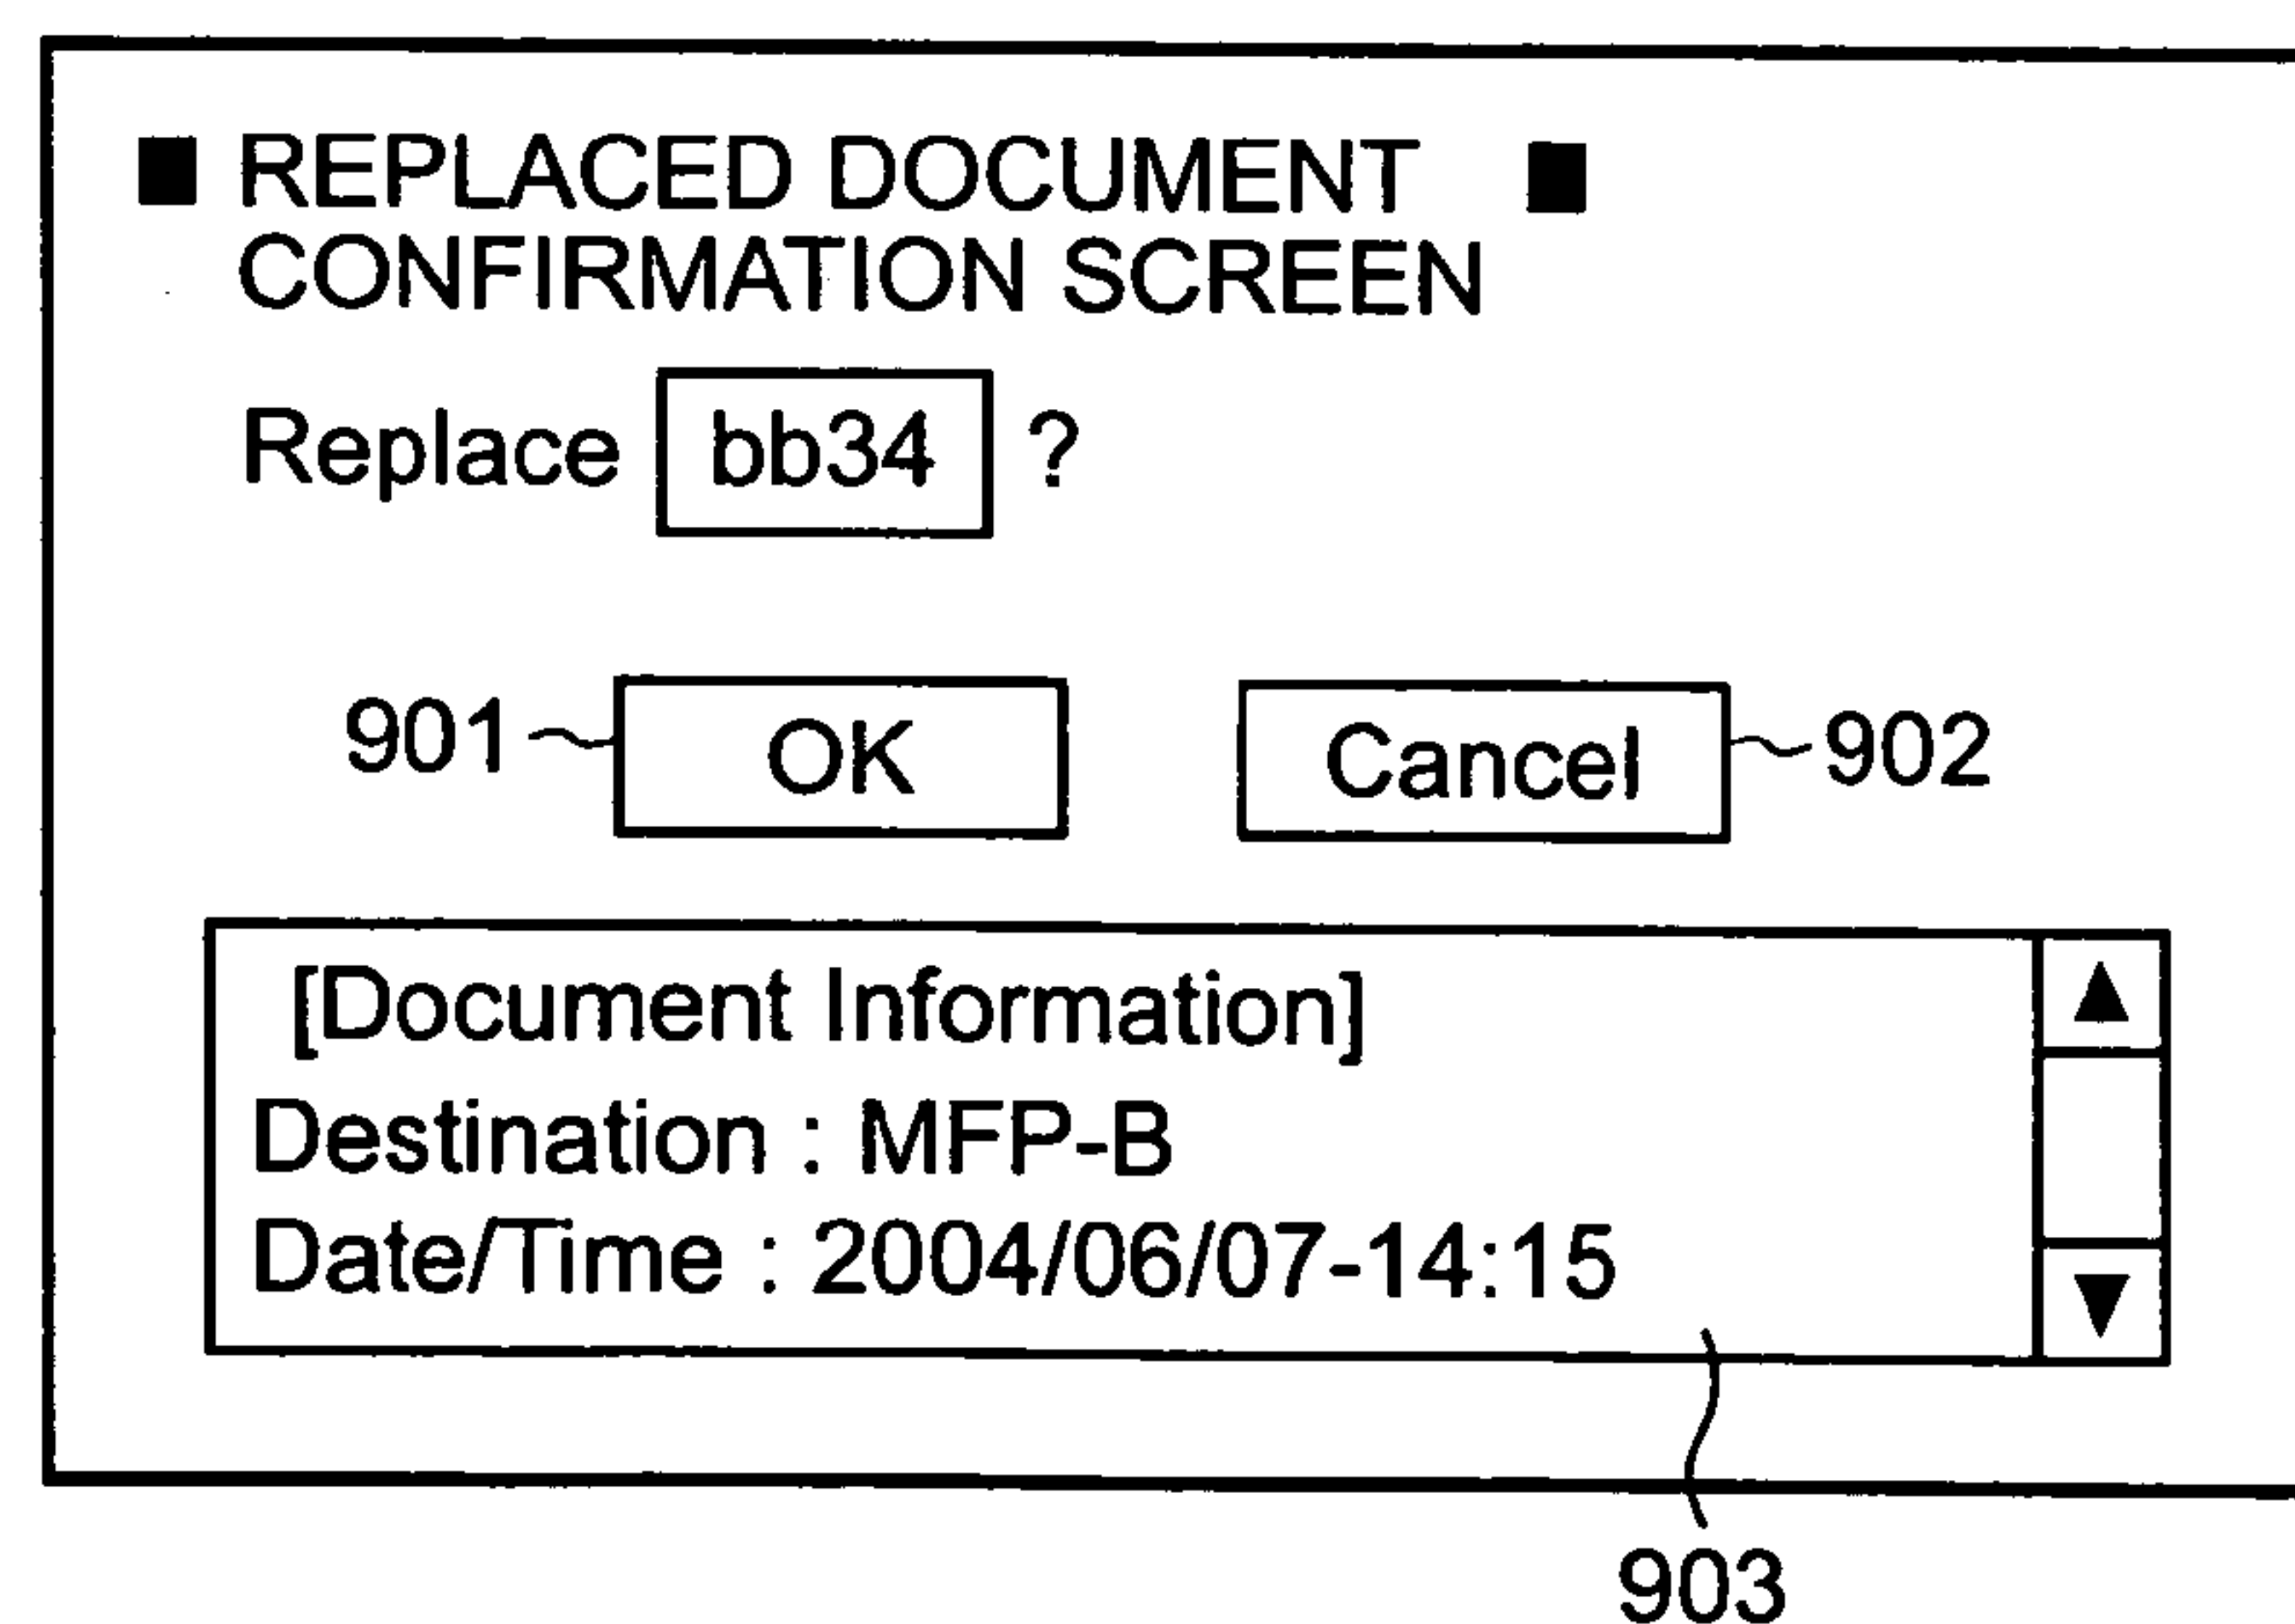 ■ REPLACED DOCUMENT ■
CONFIRMATION SCREEN
Replace bb34 ?
901 OK Cancel 902
[Document Information]
Destination : MFP-B
Date/Time : 2004/06/07-14:15
903